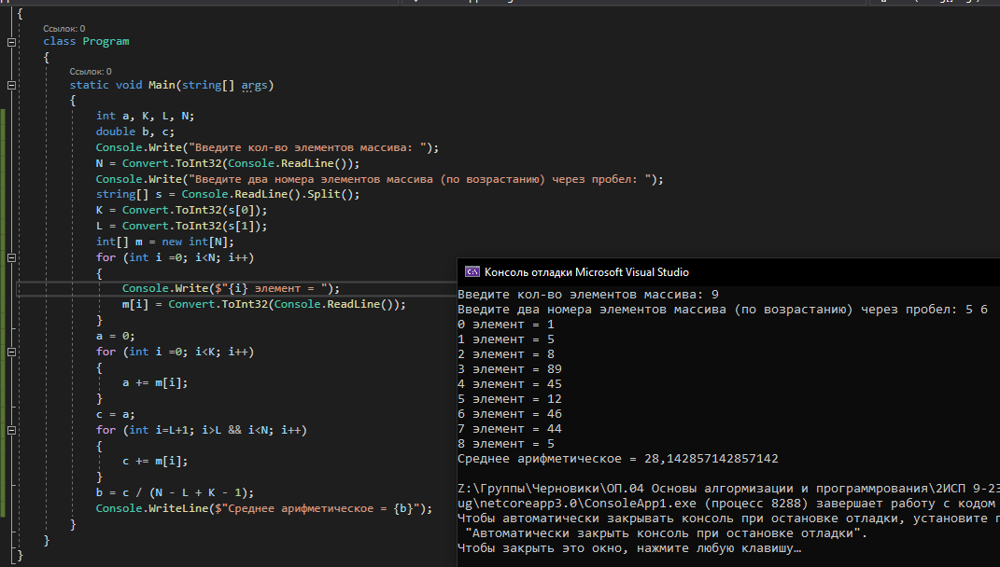 {
Ссылок: 0
class Program
{
Ссылок: 0
static void Main(string[] args)
{
int a, K, L, N;
double b, c;
Console.Write("Введите кол-во элементов массива: ");
N = Convert.ToInt32(Console.ReadLine());
Console.Write("Введите два номера элементов массива (по возрастанию) через пробел: ");
string[] s = Console.ReadLine().Split();
K = Convert.ToInt32(s[0]);
L = Convert.ToInt32(s[1]);
int[] m = new int[N];
for (int i =0; i<N; i++)
{
Console.Write($"{i} элемент = ");
m[i] = Convert.ToInt32(Console.ReadLine());
}
a = 0;
for (int i =0; i<K; i++)
{
a += m[i];
}
c = a;
for (int i=L+1; i>L && i<N; i++)
{
c += m[i];
}
b = c / (N - L + K - 1);
Console.WriteLine($"Среднее арифметическое = {b}");
}
}
}
Консоль отладки Microsoft Visual Studio
Введите кол-во элементов массива: 9
Введите два номера элементов массива (по возрастанию) через пробел: 5 6
0 элемент = 1
1 элемент = 5
2 элемент = 8
3 элемент = 89
4 элемент = 45
5 элемент = 12
6 элемент = 46
7 элемент = 44
8 элемент = 5
Среднее арифметическое = 28,142857142857142
Z:\Группы\Черновики\ОП.04 Основы алгормизации и программрования\2ИСП 9-23
ug\netcoreapp3.0\ConsoleApp1.exe (процесс 8288) завершает работу с кодом
Чтобы автоматически закрывать консоль при остановке отладки, установите
"Автоматически закрыть консоль при остановке отладки".
Чтобы закрыть это окно, нажмите любую клавишу…